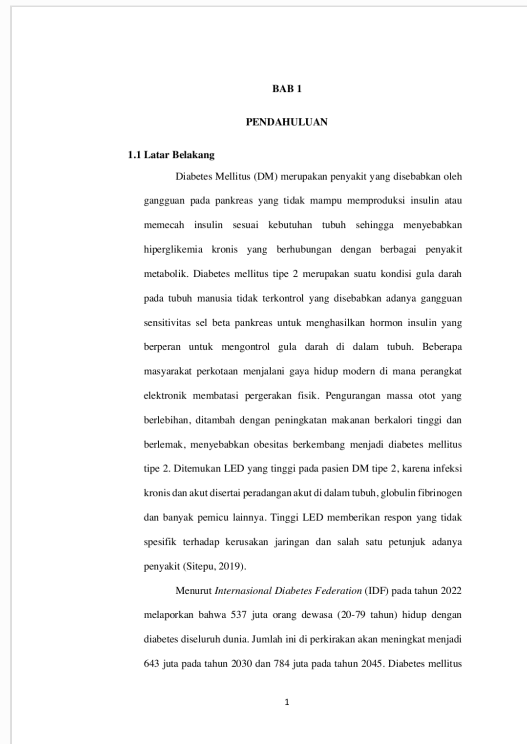 BAB 1
PENDAHULUAN
1.1 Latar Belakang
Diabetes Mellitus (DM) merupakan penyakit yang disebabkan oleh
gangguan pada pankreas yang tidak mampu memproduksi insulin atau
memecah insulin sesuai kebutuhan tubuh sehingga menyebabkan
hiperglikemia kronis yang berhubungan dengan berbagai penyakit
metabolik. Diabetes mellitus tipe 2 merupakan suatu kondisi gula darah
pada tubuh manusia tidak terkontrol yang disebabkan adanya gangguan
sensitivitas sel beta pankreas untuk menghasilkan hormon insulin yang
berperan untuk mengontrol gula darah di dalam tubuh. Beberapa
masyarakat perkotaan menjalani gaya hidup modern di mana perangkat
elektronik membatasi pergerakan fisik. Pengurangan massa otot yang
berlebihan, ditambah dengan peningkatan makanan berkalori tinggi dan
berlemak, menyebabkan obesitas berkembang menjadi diabetes mellitus
tipe 2. Ditemukan LED yang tinggi pada pasien DM tipe 2, karena infeksi
kronis dan akut disertai peradangan akut di dalam tubuh, globulin fibrinogen
dan banyak pemicu lainnya. Tinggi LED memberikan respon yang tidak
spesifik terhadap kerusakan jaringan dan salah satu petunjuk adanya
penyakit (Sitepu, 2019).
Menurut Internasional Diabetes Federation (IDF) pada tahun 2022
melaporkan bahwa 537 juta orang dewasa (20-79 tahun) hidup dengan
diabetes diseluruh dunia. Jumlah ini di perkirakan akan meningkat menjadi
643 juta pada tahun 2030 dan 784 juta pada tahun 2045. Diabetes mellitus
1